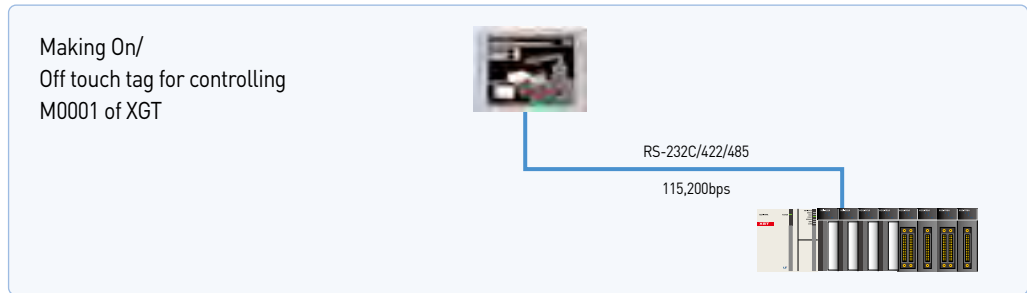 Making On/
Off touch tag for controlling
M0001 of XGT
RS-232C/422/485
115,200bps